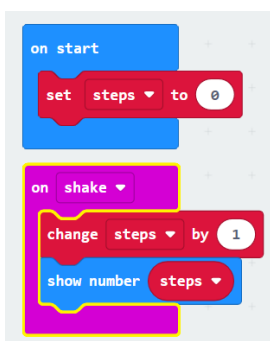 on start
set steps to 0
on shake
change steps by 1
show number steps